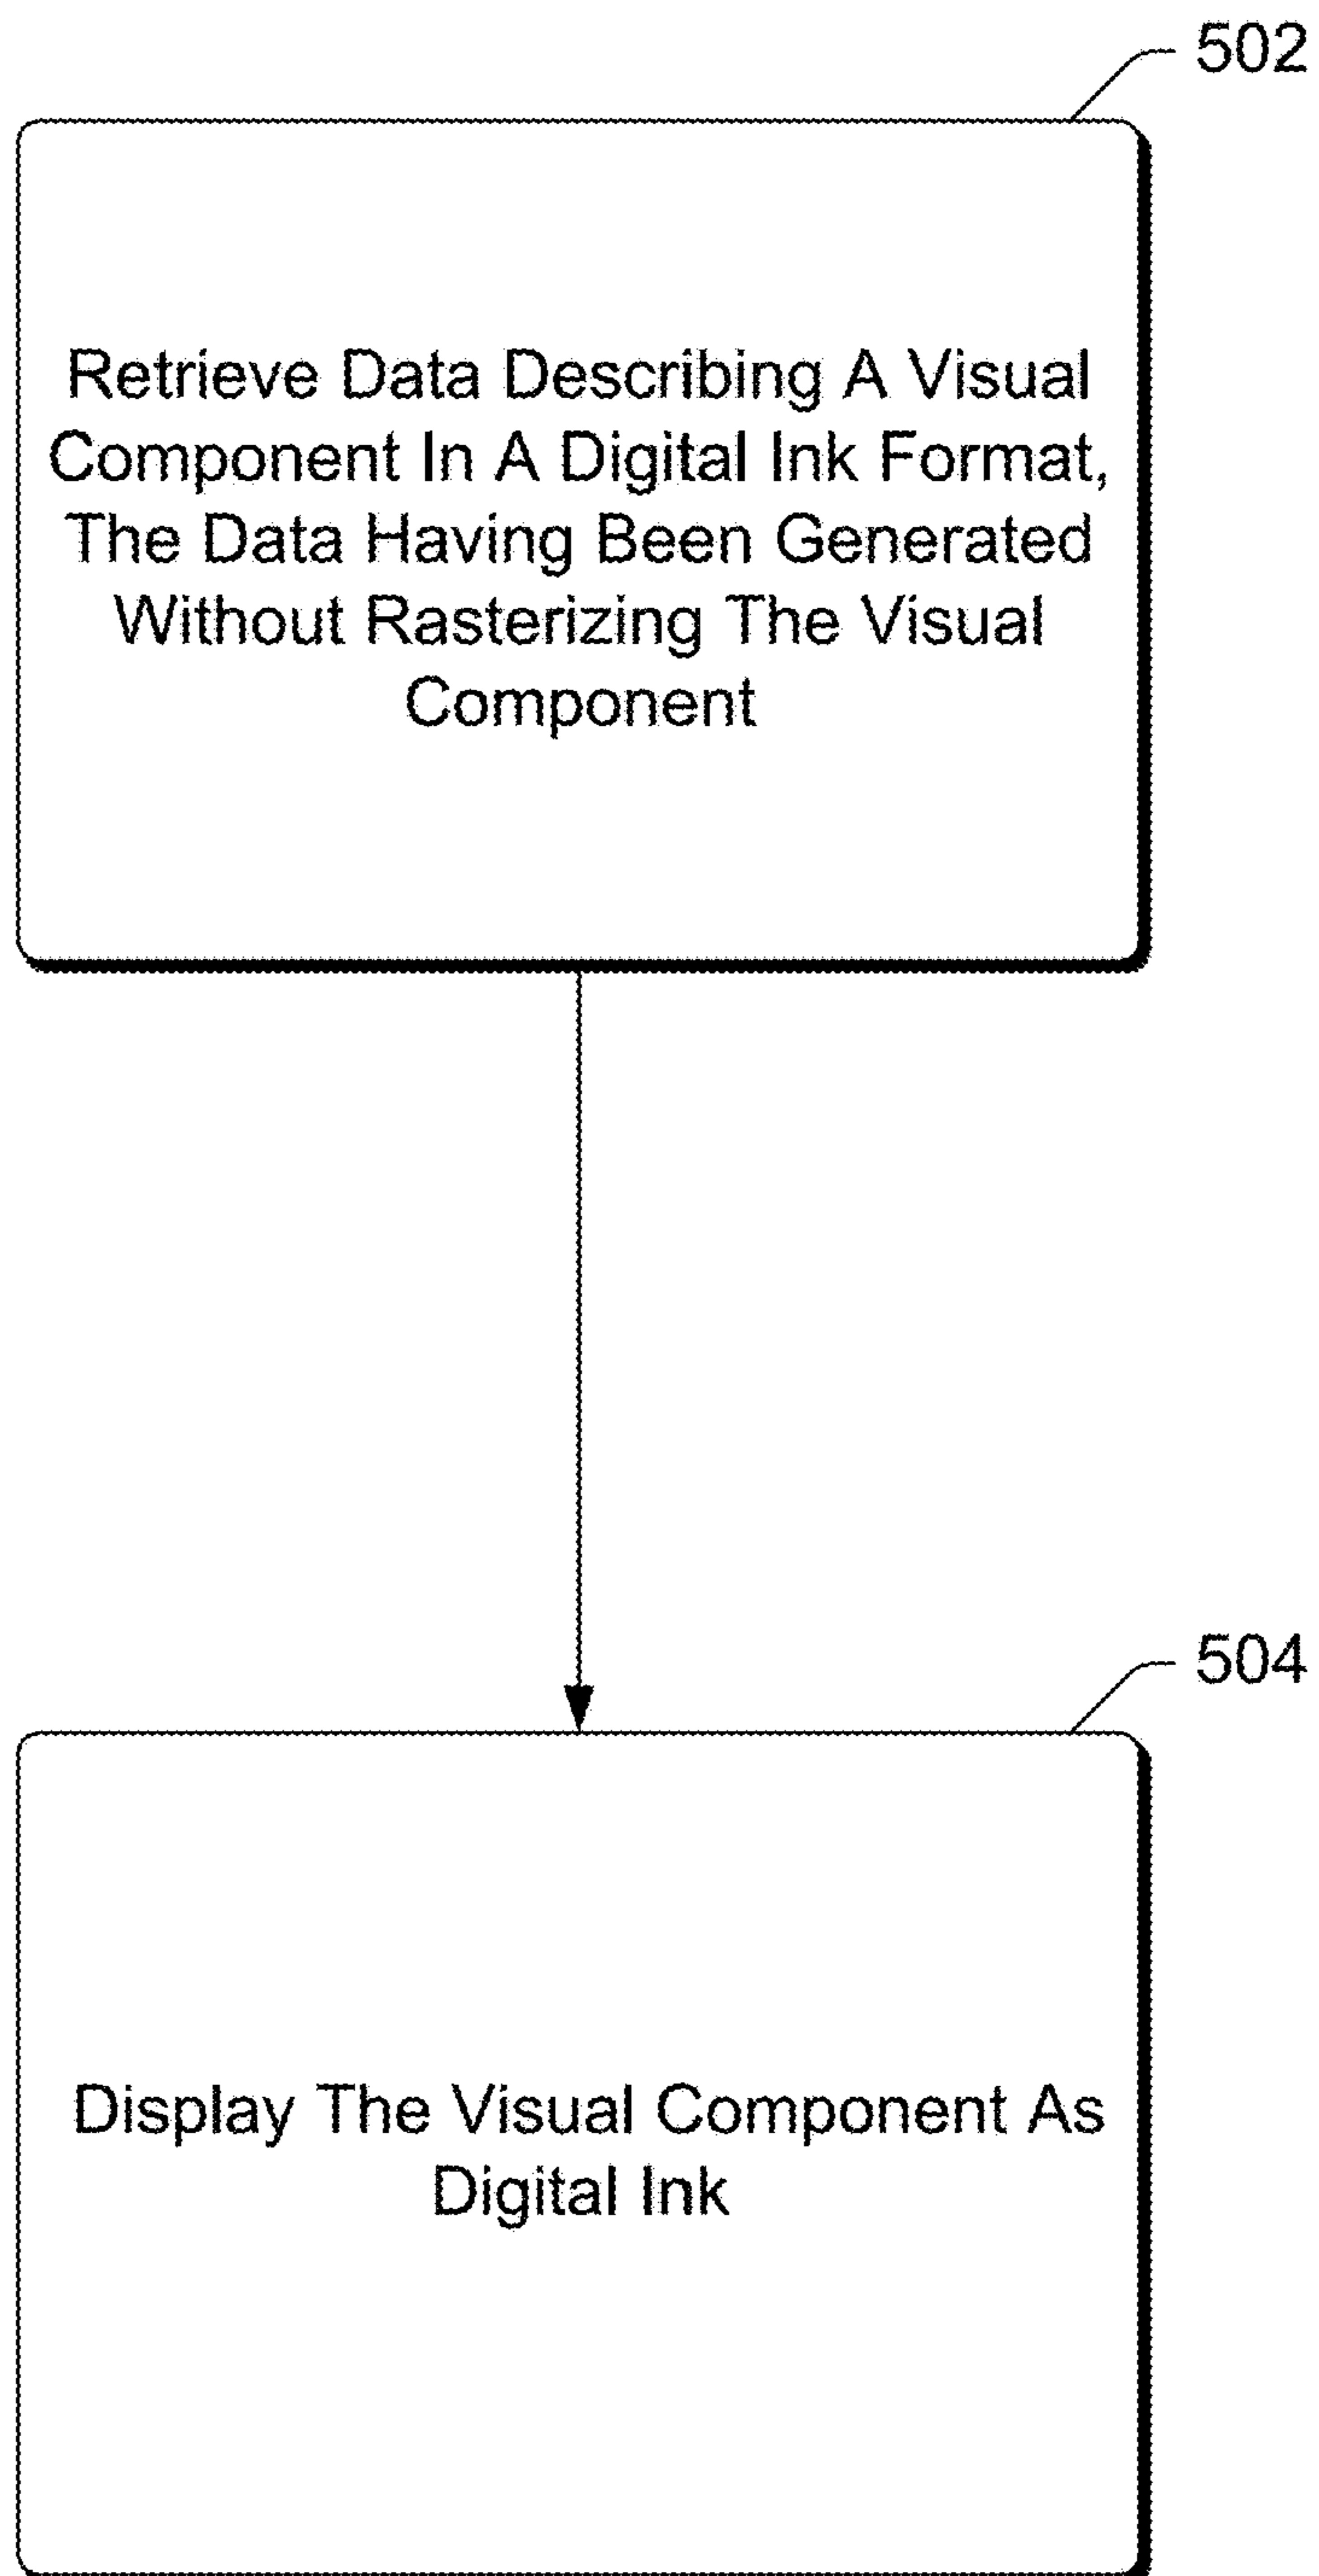 502
Retrieve Data Describing A Visual
Component In A Digital Ink Format,
The Data Having Been Generated
Without Rasterizing The Visual
Component
504
Display The Visual Component As
Digital Ink